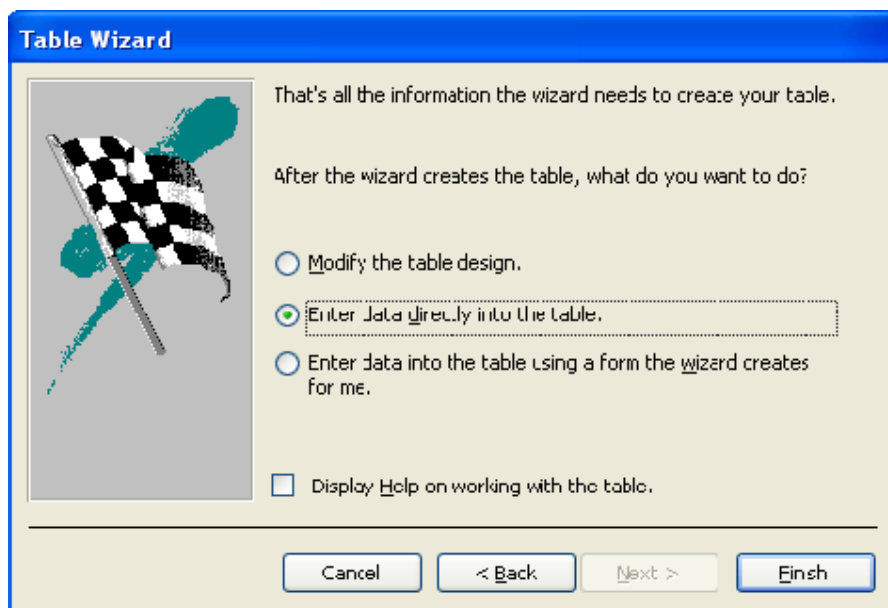 Table Wizard
That's all the information the wizard needs to create your table.
After the wizard creates the table, what do you want to do?
Modify the table design.
Enter data directly into the table.
Enter data into the table using a form the wizard creates
for me.
Display Help on working with the table.
Cancel
< Back
Next >
Finish